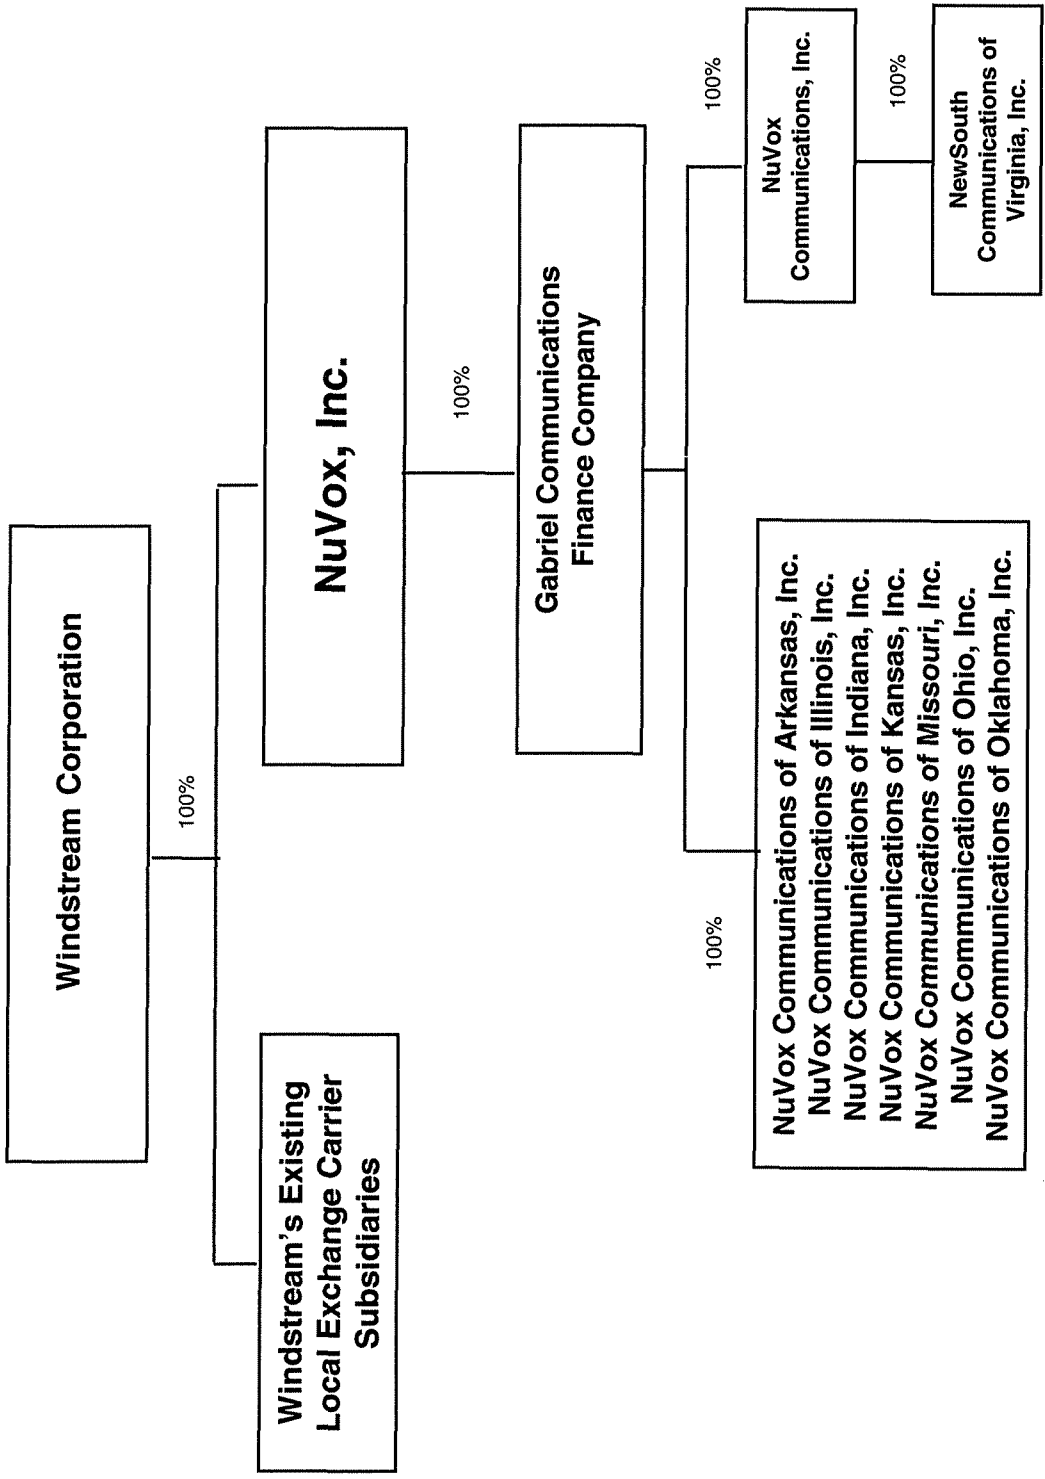 Windstream Corporation
100%
Windstream's Existing
Local Exchange Carrier
Subsidiaries
NuVox, Inc.
100%
Gabriel Communications
Finance Company
100%
NuVox Communications of Arkansas, Inc.
NuVox Communications of Illinois, Inc.
NuVox Communications of Indiana, Inc.
NuVox Communications of Kansas, Inc.
NuVox Communications of Missouri, Inc.
NuVox Communications of Ohio, Inc.
NuVox Communications of Oklahoma, Inc.
100%
NuVox
Communications, Inc.
100%
NewSouth
Communications of
Virginia, Inc.